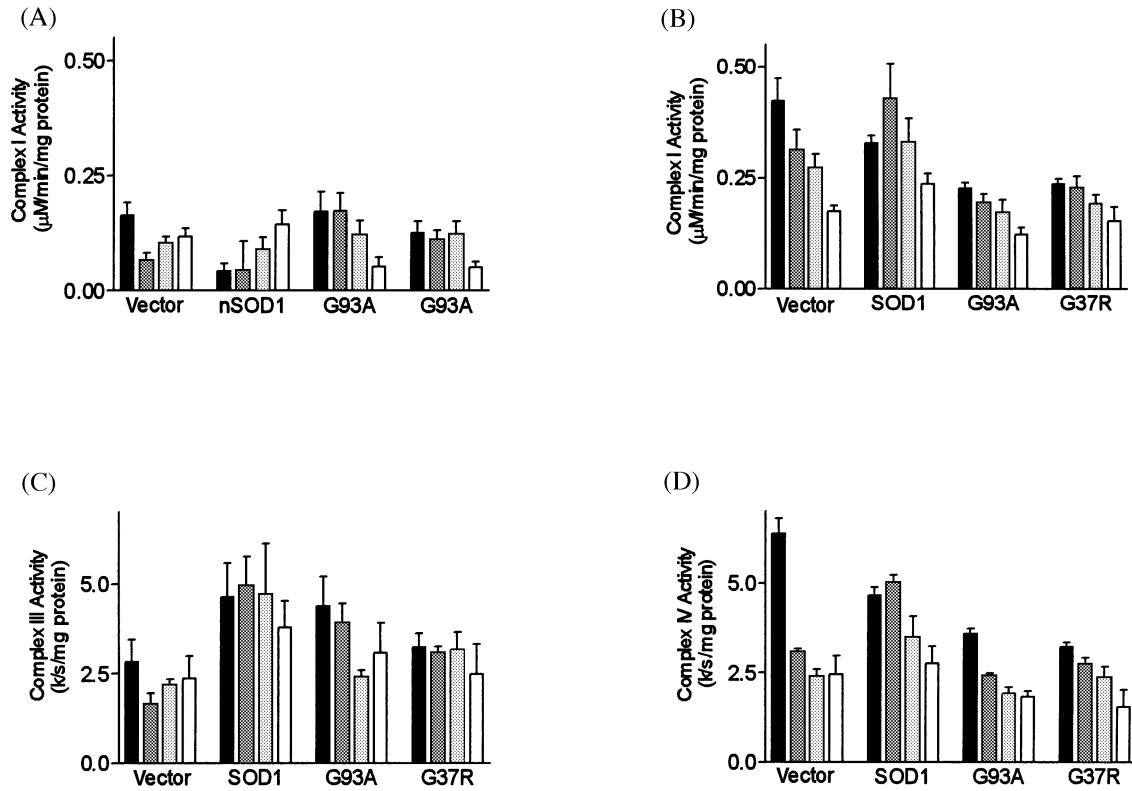 (A)
Complex I Activity
(µM/min/mg protein)
0.50
0.25
0.00
Vector nSOD1 G93A G93A
(B)
Complex I Activity
(µM/min/mg protein)
0.50
0.25
0.00
Vector SOD1 G93A G37R
(C)
Complex III Activity
(k/s/mg protein)
5.0
2.5
0.0
Vector SOD1 G93A G37R
(D)
Complex IV Activity
(k/s/mg protein)
5.0
2.5
0.0
Vector SOD1 G93A G37R